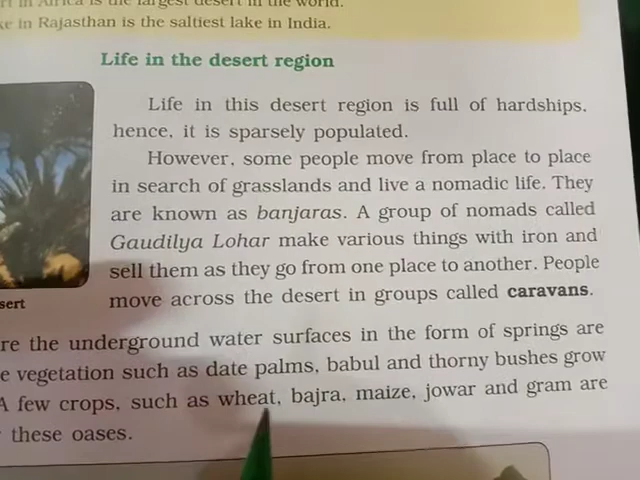 in Africa is the largest desert in the world.
in Rajasthan is the saltiest lake in India.
Life in the desert region
Life in this desert region is full of hardships,
hence, it is sparsely populated.
However, some people move from place to place
in search of grasslands and live a nomadic life. They
are known as banjaras. A group of nomads called
Gaudilya Lohar make various things with iron and
sell them as they go from one place to another. People
move across the desert in groups called caravans.
the underground water surfaces in the form of springs are
vegetation such as date palms, babul and thorny bushes grow
A few crops, such as wheat, bajra, maize, jowar and gram are
these oases.